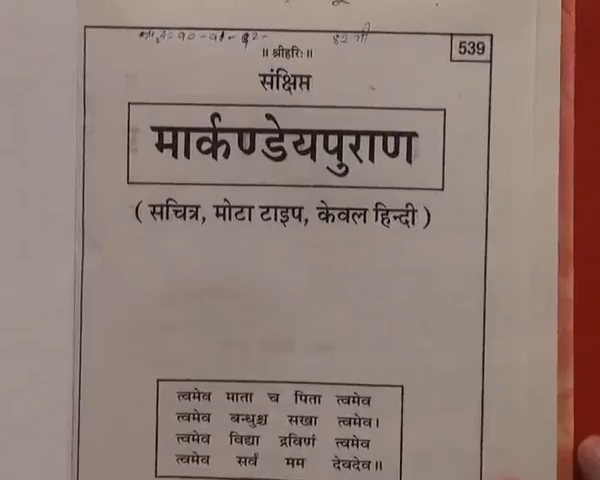 ॥ श्रीहरिः ॥
539
संक्षिप्त
मार्कण्डेयपुराण
( सचित्र, मोटा टाइप, केवल हिन्दी )
त्वमेव माता च पिता त्वमेव
त्वमेव बन्धुश्च सखा त्वमेव।
त्वमेव विद्या द्रविणं त्वमेव
त्वमेव सर्वं मम देवदेव॥